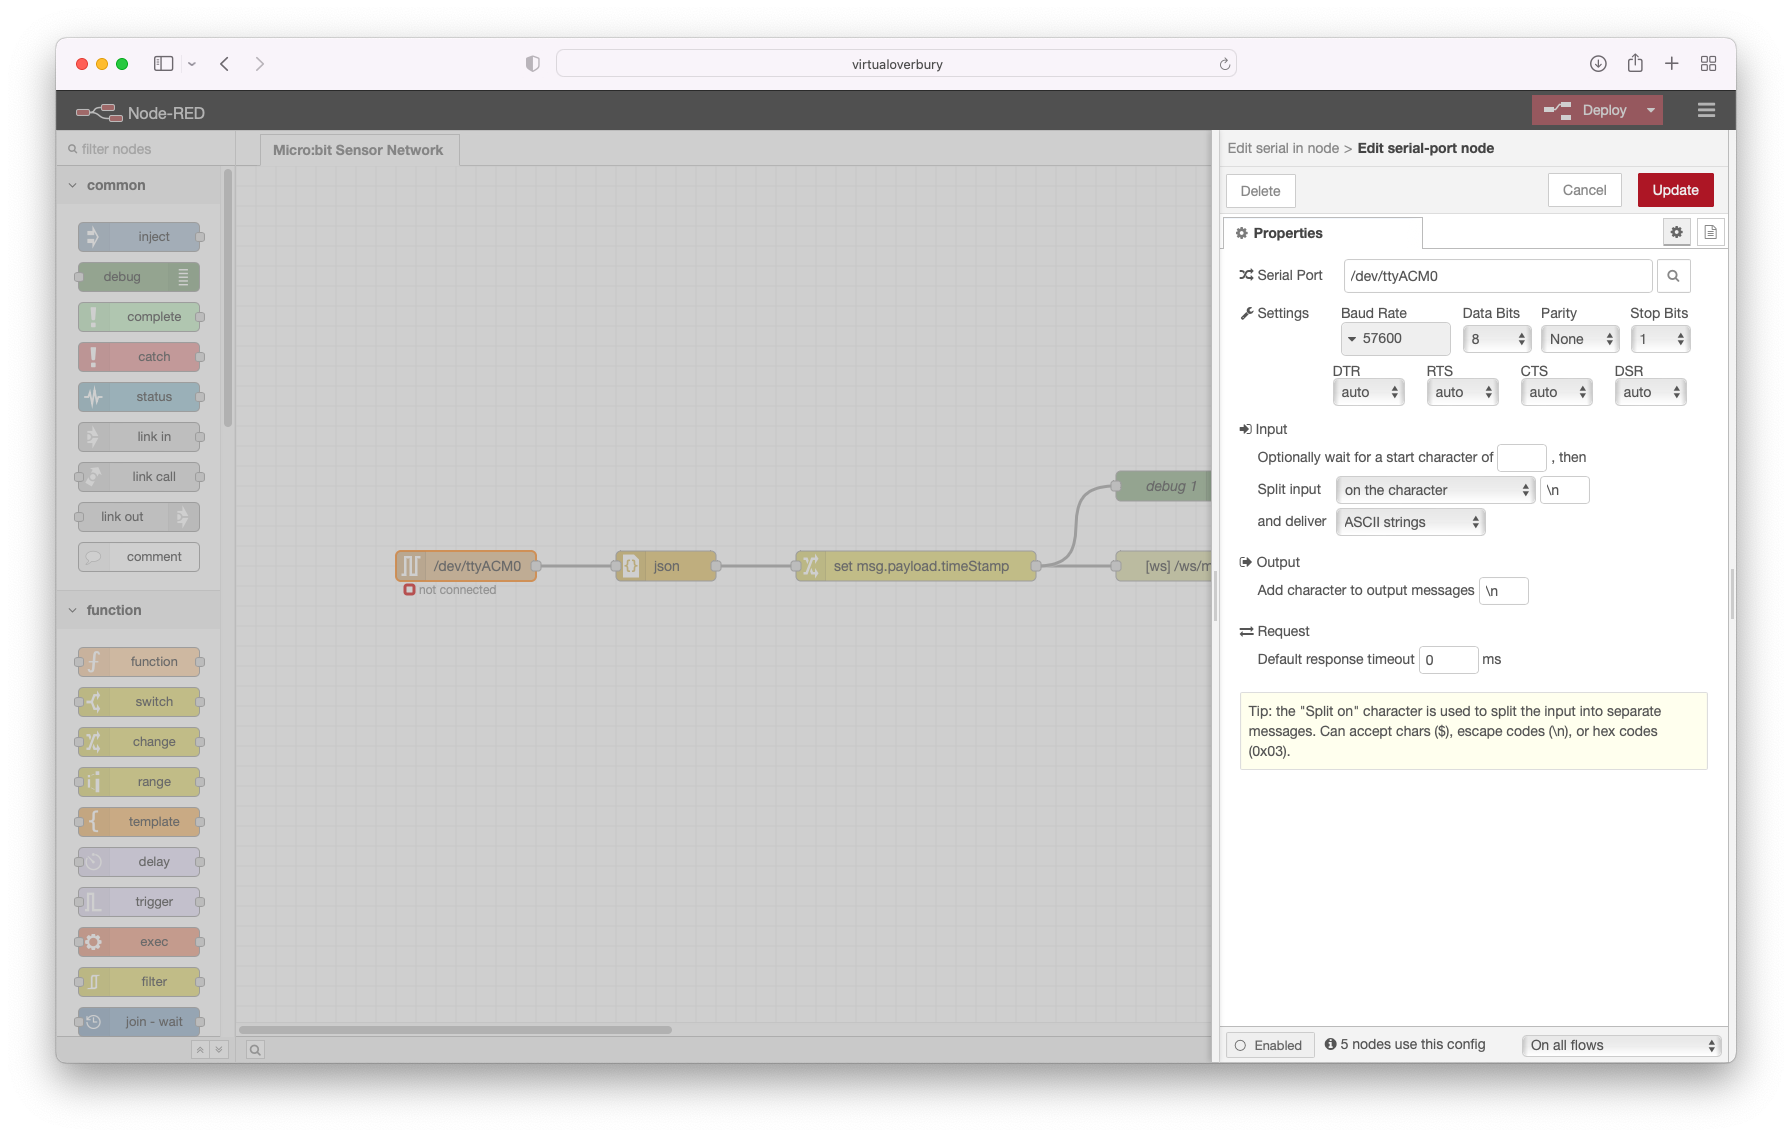 virtualoverbury
Node-RED
Deploy
filter nodes
Micro:bit Sensor Network
common
inject
debug
complete
catch
status
link in
link call
link out
comment
function
function
switch
change
range
template
delay
trigger
exec
filter
join - wait
/dev/ttyACM0
not connected
json
set msg.payload.timeStamp
debug 1
[ws] /ws/m
Edit serial in node > Edit serial-port node
Delete
Cancel
Update
Properties
Serial Port
/dev/ttyACM0
Settings
Baud Rate
Data Bits
Parity
Stop Bits
57600
8
None
1
DTR
RTS
CTS
DSR
auto
auto
auto
auto
Input
Optionally wait for a start character of , then
Split input on the character \n
and deliver ASCII strings
Output
Add character to output messages \n
Request
Default response timeout 0 ms
Tip: the "Split on" character is used to split the input into separate
messages. Can accept chars ($), escape codes (\n), or hex codes
(0x03).
Enabled
5 nodes use this config
On all flows